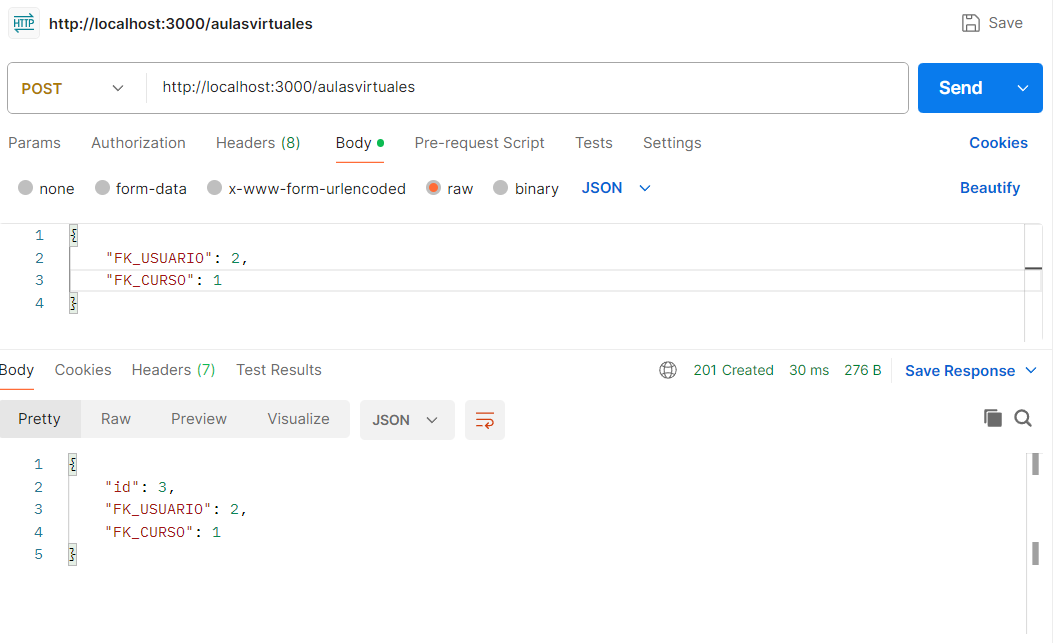 HTTP http://localhost:3000/aulasvirtuales Save
POST http://localhost:3000/aulasvirtuales Send
Params Authorization Headers (8) Body Pre-request Script Tests Settings Cookies
none form-data x-www-form-urlencoded raw binary JSON Beautify
1 {
2 "FK_USUARIO": 2,
3 "FK_CURSO": 1
4 }
Body Cookies Headers (7) Test Results 201 Created 30 ms 276 B Save Response
Pretty Raw Preview Visualize JSON
1 {
2 "id": 3,
3 "FK_USUARIO": 2,
4 "FK_CURSO": 1
5 }